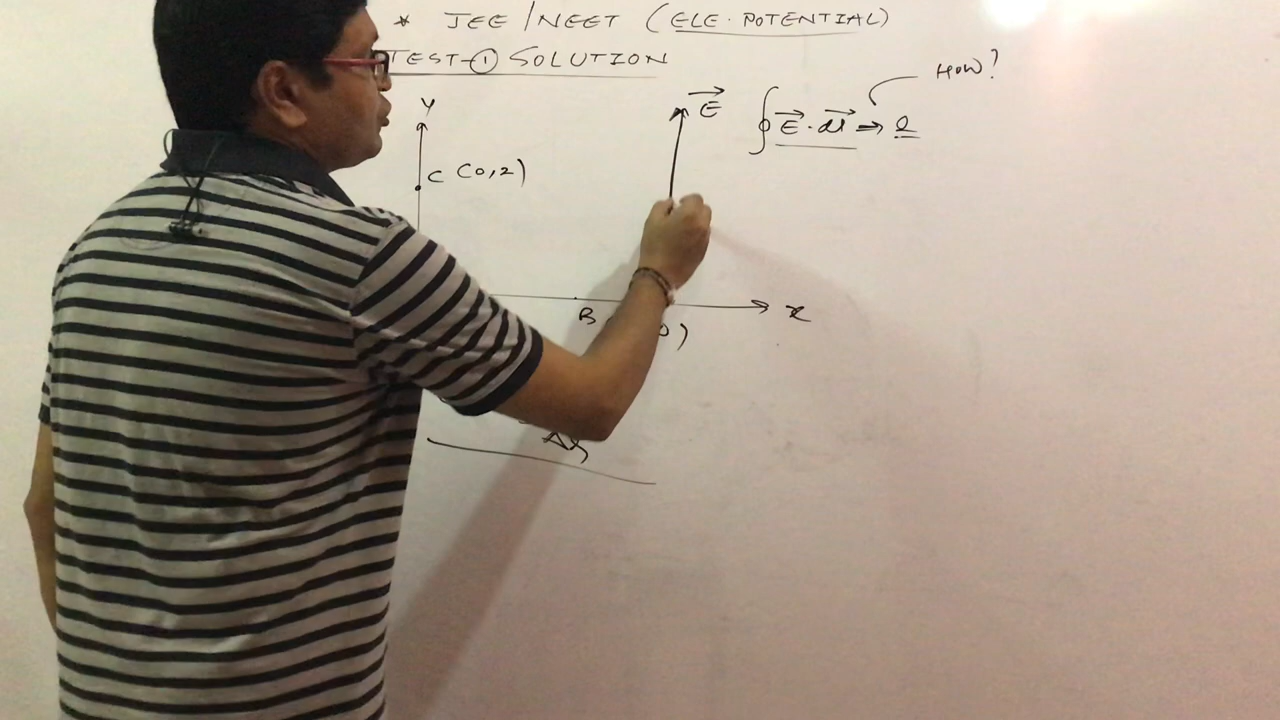 * JEE/NEET (ELE. POTENTIAL)
TEST-① SOLUTION
HOW?
Y
C (0,2)
E⃗
∮ E⃗ · dl⃗ ⇒
B
0)
x